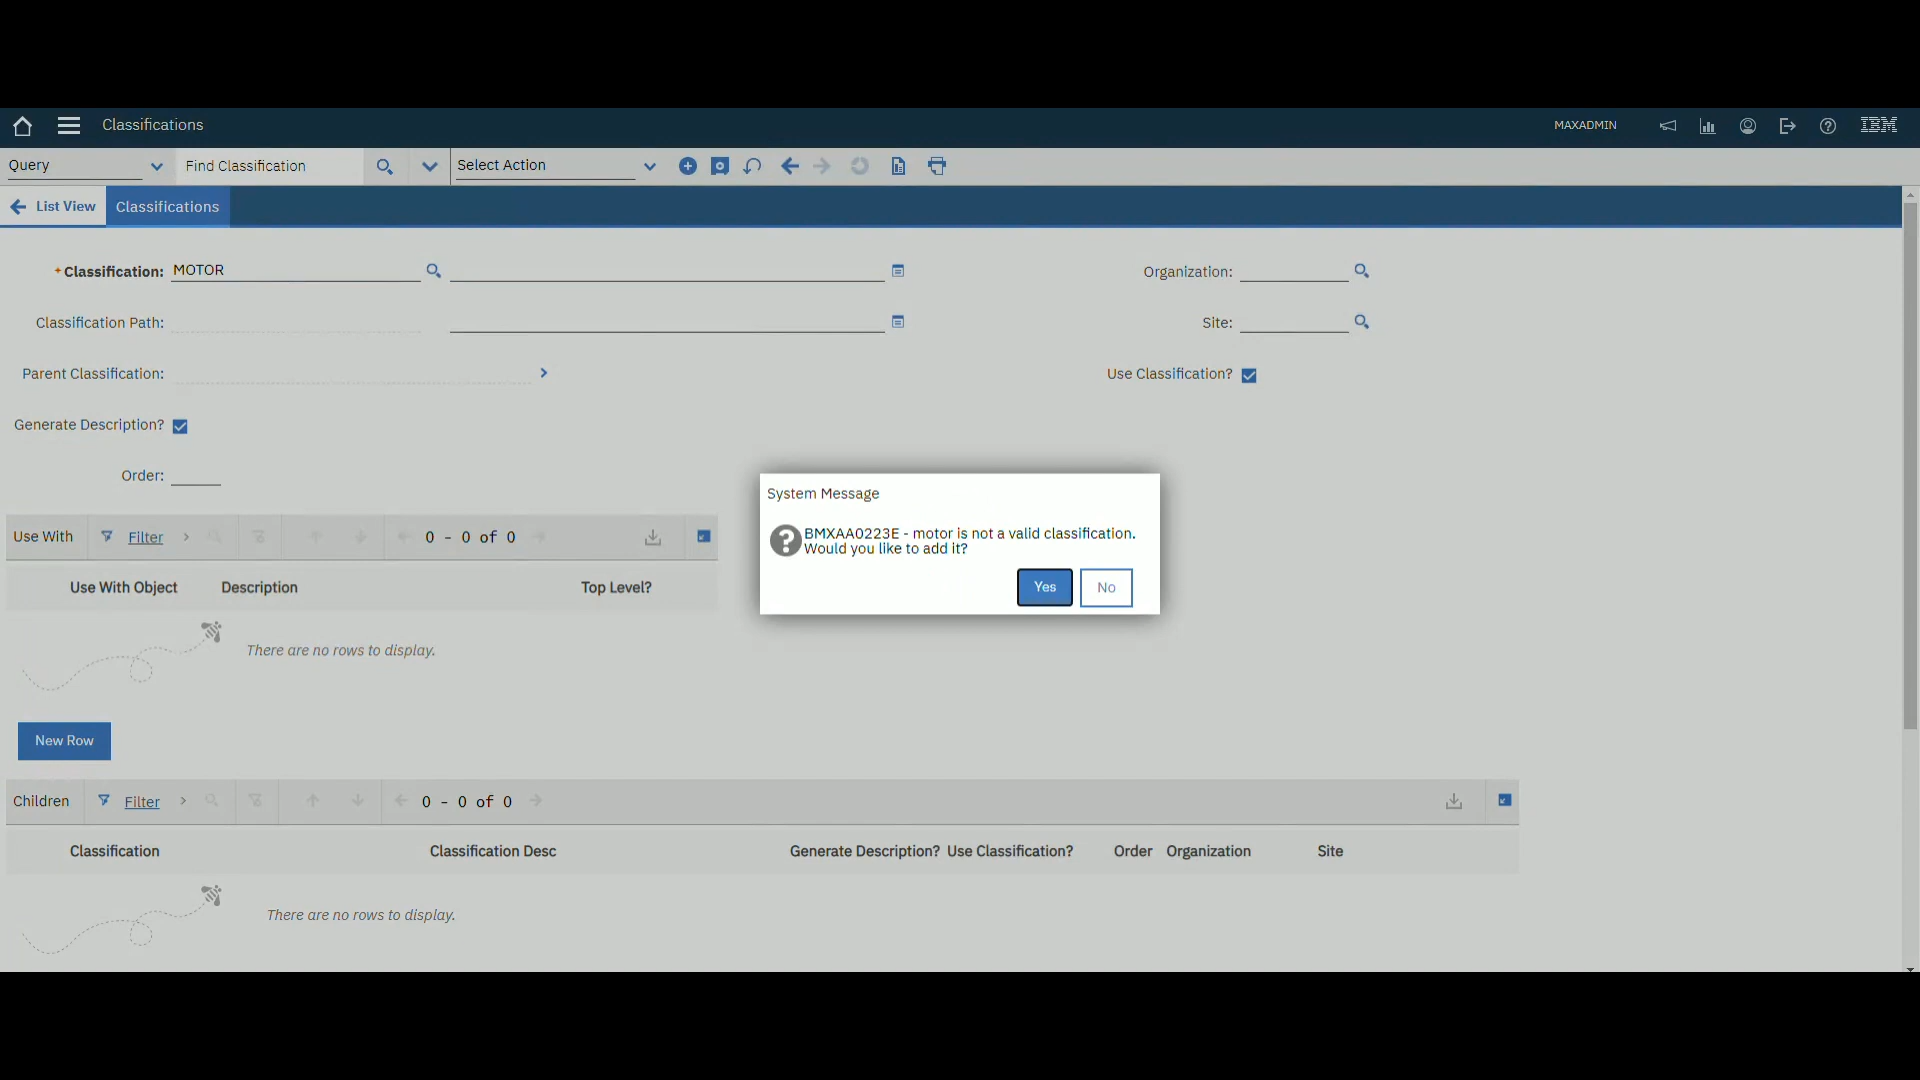 Classifications
MAXADMIN
IBM
Query
Find Classification
Select Action
List View
Classifications
* Classification: MOTOR
Organization:
Classification Path:
Site:
Parent Classification:
Use Classification?
Generate Description?
Order:
System Message
BMXAA0223E - motor is not a valid classification.
Would you like to add it?
Yes No
Use With Filter 0 - 0 of 0
Use With Object Description Top Level?
There are no rows to display.
New Row
Children Filter 0 - 0 of 0
Classification Classification Desc Generate Description? Use Classification? Order Organization Site
There are no rows to display.